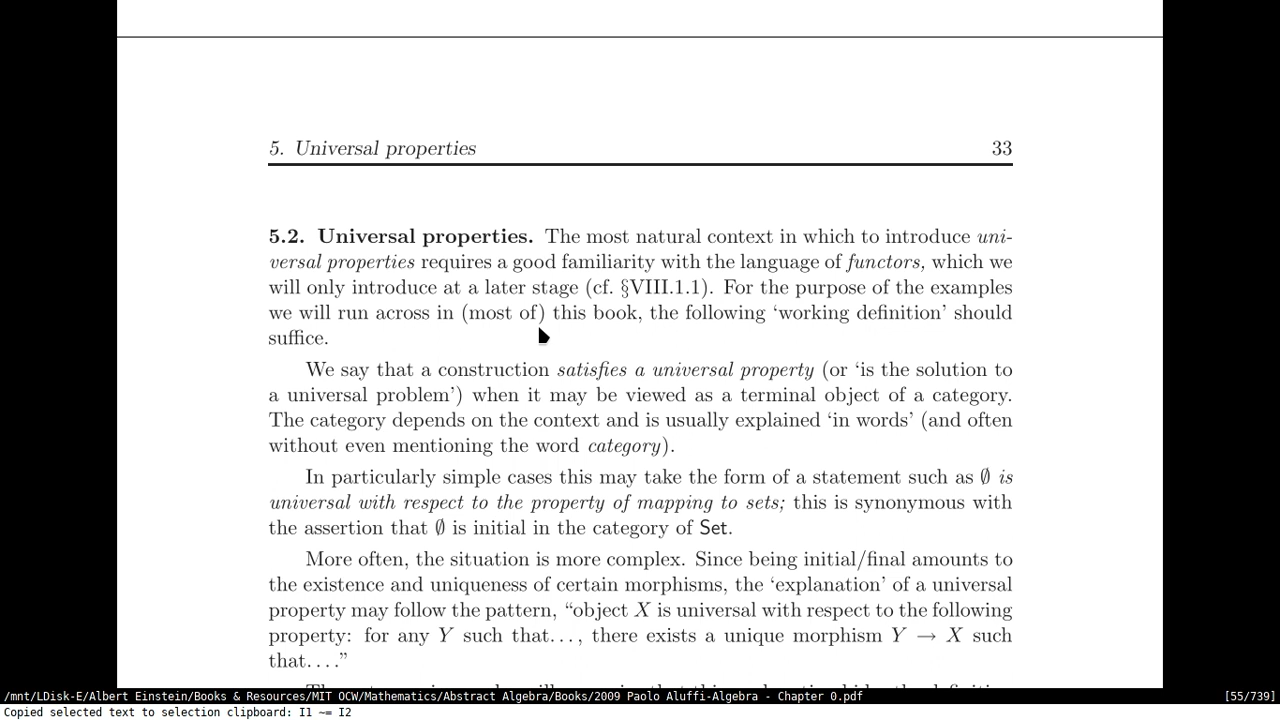 5. Universal properties 33
5.2. Universal properties. The most natural context in which to introduce uni-
versal properties requires a good familiarity with the language of functors, which we
will only introduce at a later stage (cf. §VIII.1.1). For the purpose of the examples
we will run across in (most of) this book, the following ‘working definition’ should
suffice.
We say that a construction satisfies a universal property (or ‘is the solution to
a universal problem’) when it may be viewed as a terminal object of a category.
The category depends on the context and is usually explained ‘in words’ (and often
without even mentioning the word category).
In particularly simple cases this may take the form of a statement such as ∅ is
universal with respect to the property of mapping to sets; this is synonymous with
the assertion that ∅ is initial in the category of Set.
More often, the situation is more complex. Since being initial/final amounts to
the existence and uniqueness of certain morphisms, the ‘explanation’ of a universal
property may follow the pattern, “object X is universal with respect to the following
property: for any Y such that..., there exists a unique morphism Y → X such
that....”
/mnt/LDisk-E/Albert Einstein/Books & Resources/MIT OCW/Mathematics/Abstract Algebra/Books/2009 Paolo Aluffi-Algebra - Chapter 0.pdf [55/739]
Copied selected text to selection clipboard: I1 ~= I2